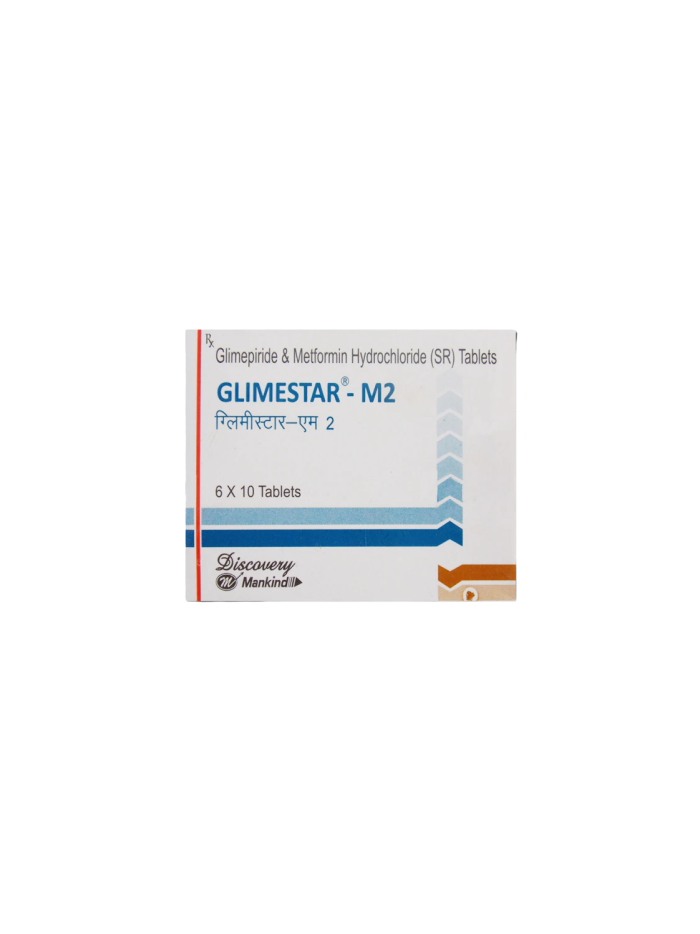 Rx
Glimepiride & Metformin Hydrochloride (SR) Tablets
GLIMESTAR® - M2
ग्लिमीस्टार–एम 2
6 X 10 Tablets
Discovery
M Mankind